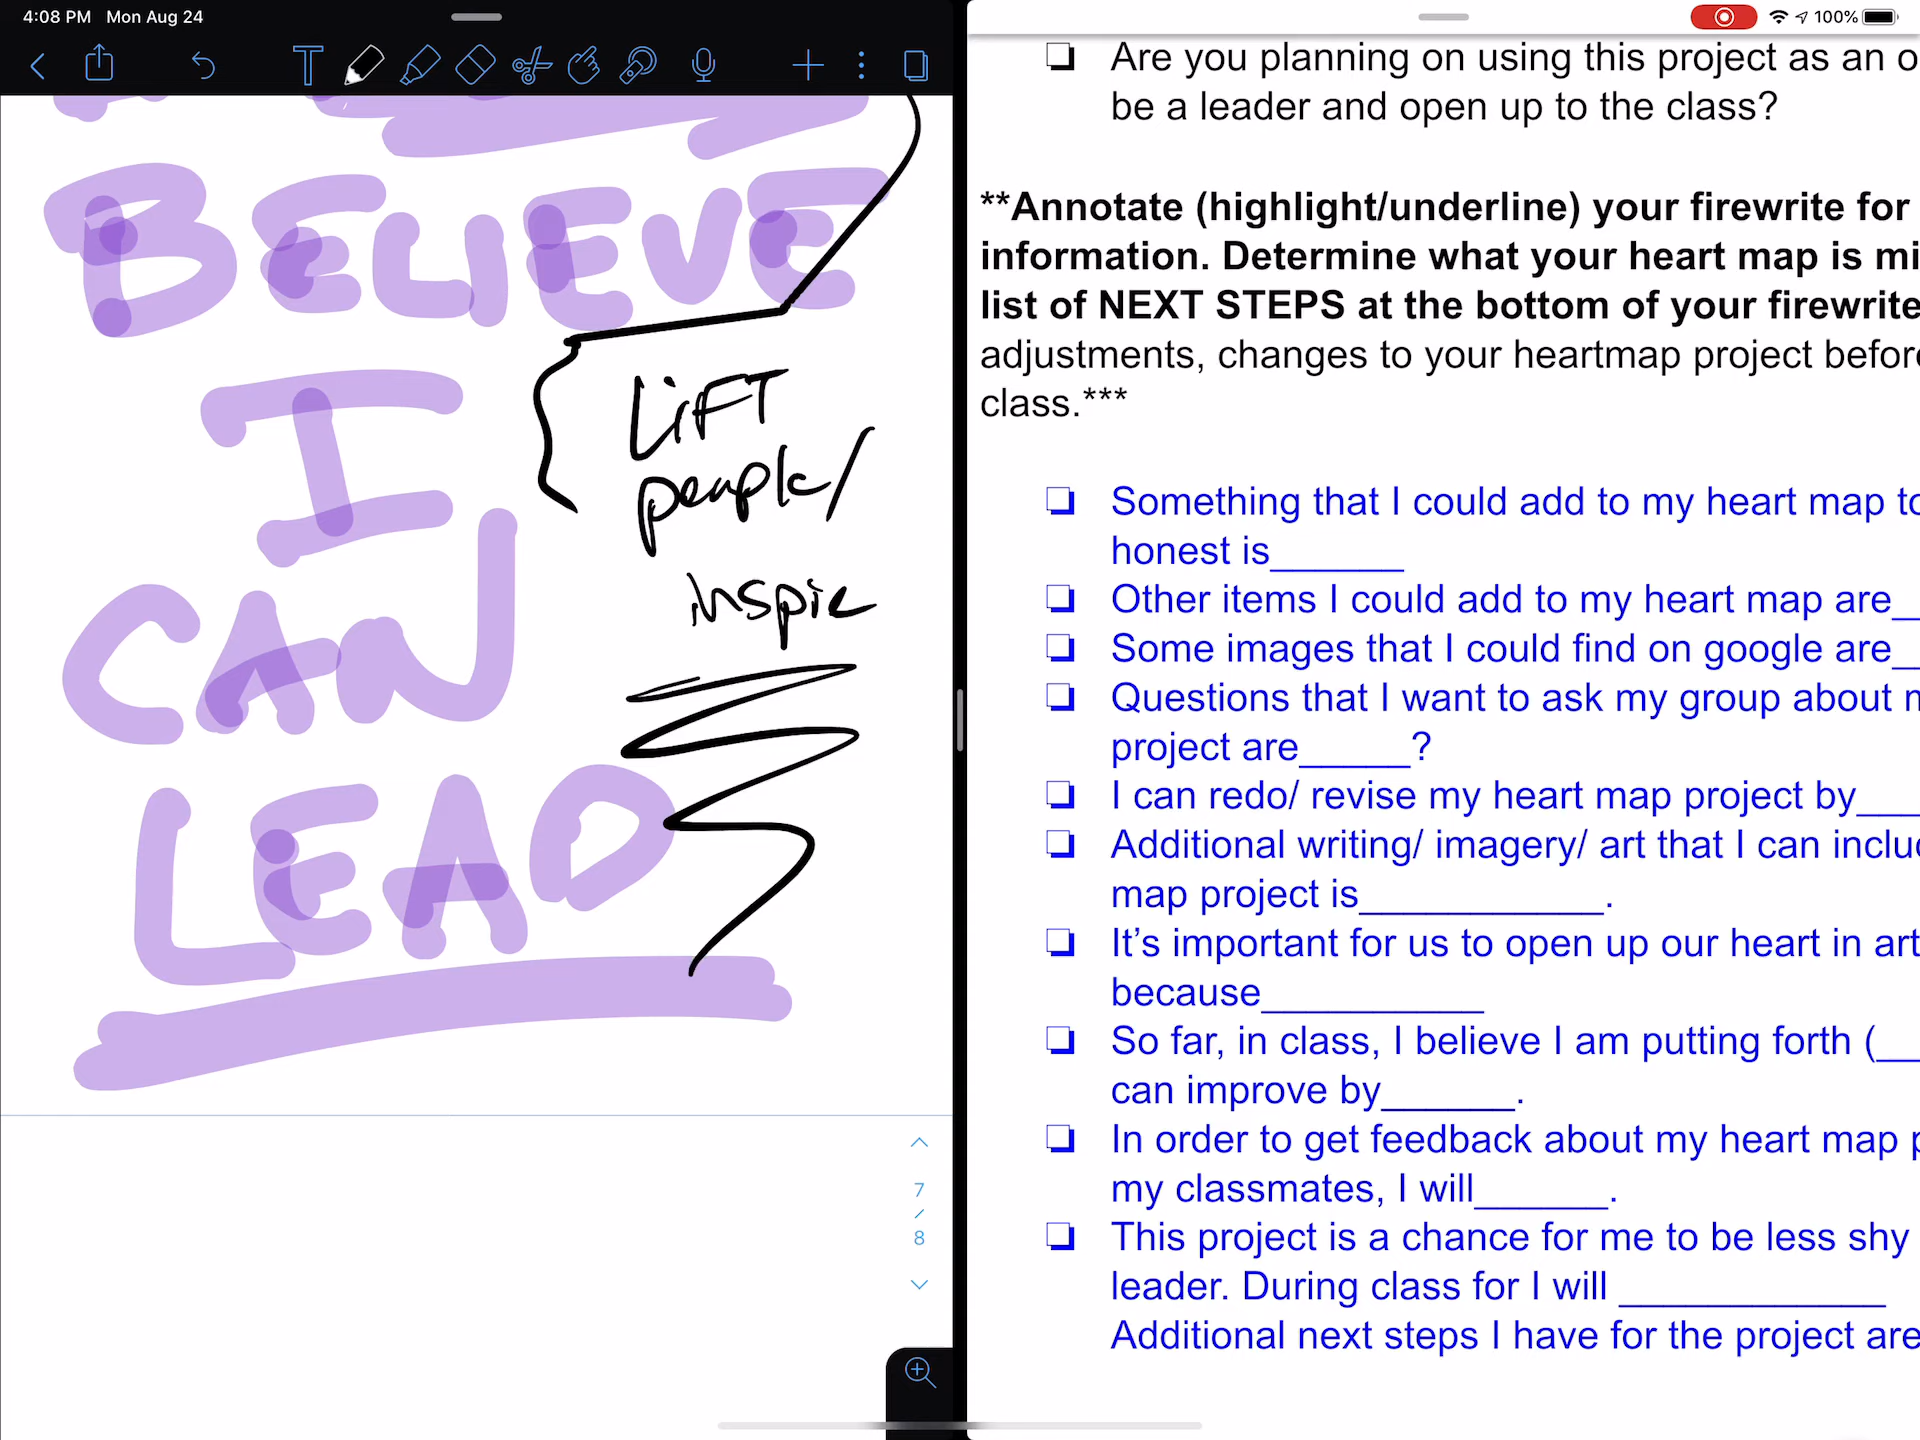 4:08 PM Mon Aug 24
100%
BELIEVE
I
CAN
LEAD
LiFT
people/
inspie
7
/
8
Are you planning on using this project as an o
be a leader and open up to the class?
**Annotate (highlight/underline) your firewrite for
information. Determine what your heart map is mi
list of NEXT STEPS at the bottom of your firewrite
adjustments, changes to your heartmap project before
class.***
Something that I could add to my heart map to
honest is______
Other items I could add to my heart map are__
Some images that I could find on google are__
Questions that I want to ask my group about m
project are_____?
I can redo/ revise my heart map project by___
Additional writing/ imagery/ art that I can includ
map project is___________.
It’s important for us to open up our heart in art
because__________
So far, in class, I believe I am putting forth (__
can improve by______.
In order to get feedback about my heart map p
my classmates, I will______.
This project is a chance for me to be less shy
leader. During class for I will ____________
Additional next steps I have for the project are